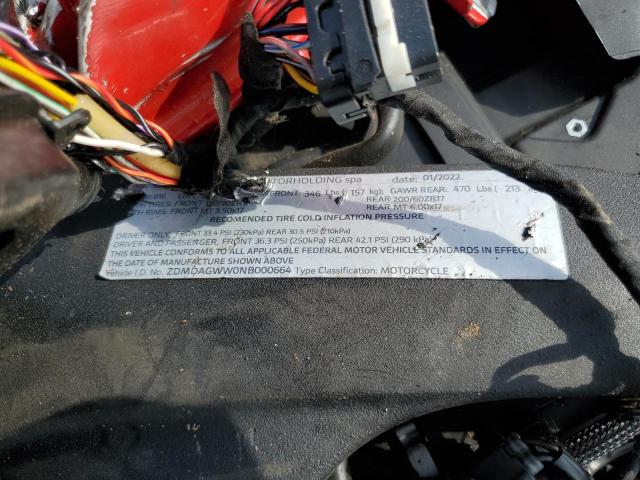 TORHOLDING spa date: 01/2022
FRONT: 346 Lbs ( 157 kg); GAWR REAR: 470 Lbs ( 213
REAR 200/60ZR17
WITH RIMS: FRONT MT 3.50x17 REAR MT 6.00x17
RECOMENDED TIRE COLD INFLATION PRESSURE
DRIVER ONLY, FRONT 33.4 PSI (230kPa) REAR 30.5 PSI (210kPa)
DRIVER AND PASSENGER, FRONT 36.3 PSI (250kPa) REAR 42.1 PSI (290 kPa)
THIS VEHICLE CONFORMS TO ALL APPLICABLE FEDERAL MOTOR VEHICLE STANDARDS IN EFFECT ON
THE DATE OF MANUFACTURE SHOWN ABOVE
Vehicle I.D. No. ZDMDAGWW0NB000664 Type Classification: MOTORCYCLE